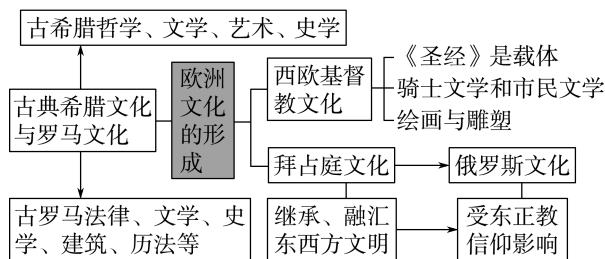 古希腊哲学、文学、艺术、史学
古典希腊文化
与罗马文化
古罗马法律、文学、史
学、建筑、历法等
欧洲
文化
的形
成
西欧基督
教文化
《圣经》是载体
骑士文学和市民文学
绘画与雕塑
拜占庭文化
俄罗斯文化
继承、融汇
东西方文明
受东正教
信仰影响